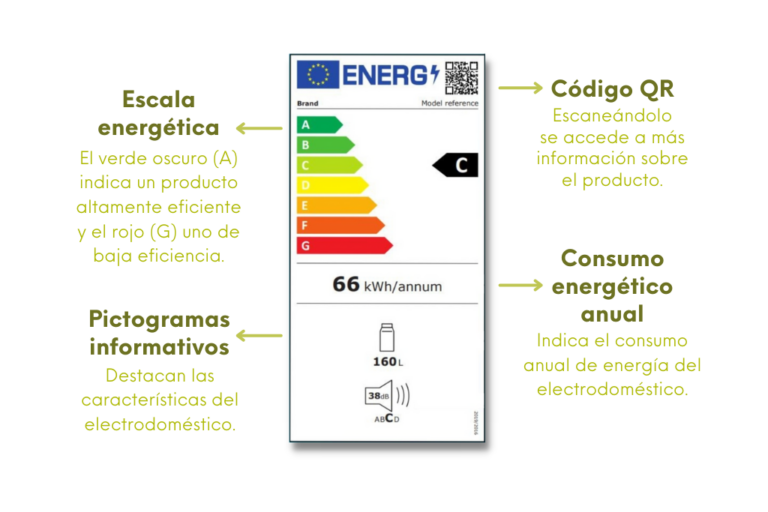 Escala
energética
El verde oscuro (A)
indica un producto
altamente eficiente
y el rojo (G) uno de
baja eficiencia.
Pictogramas
informativos
Destacan las
características del
electrodoméstico.
ENERG
Brand
Model reference
A
B
C
D
E
F
G
C
66 kWh/annum
160 L
38dB
ABCD
Código QR
Escaneándolo
se accede a más
información sobre
el producto.
Consumo
energético
anual
Indica el consumo
anual de energía del
electrodoméstico.